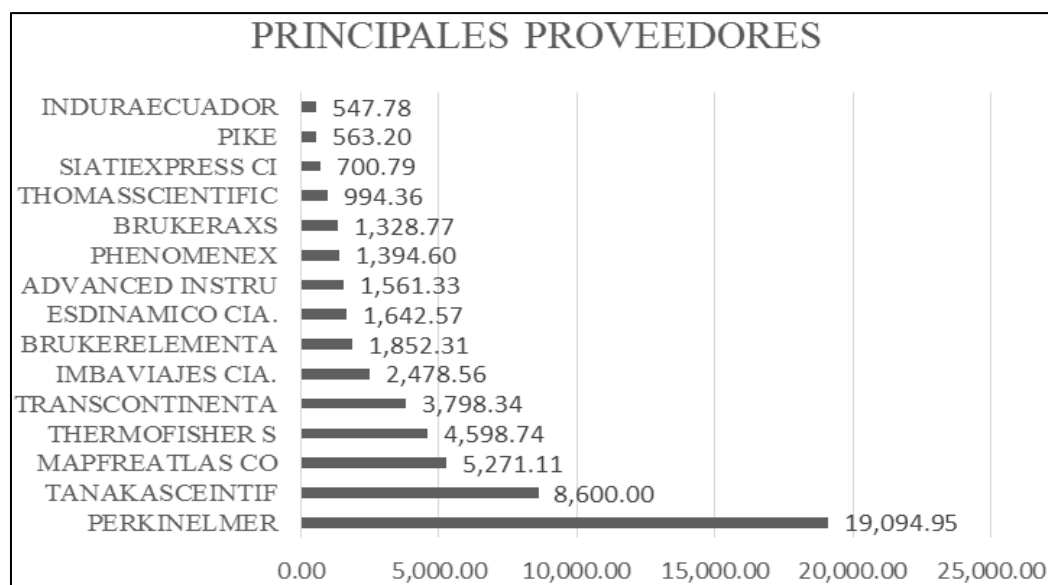 PRINCIPALES PROVEEDORES
INDURAECUADOR 547.78
PIKE 563.20
SIATIEXPRESS CI 700.79
THOMASSCIENTIFIC 994.36
BRUKERAXS 1,328.77
PHENOMENEX 1,394.60
ADVANCED INSTRU 1,561.33
ESDINAMICO CIA. 1,642.57
BRUKERELEMENTA 1,852.31
IMBAVIAJES CIA. 2,478.56
TRANSCONTINENTA 3,798.34
THERMOFISHER S 4,598.74
MAPFREATLAS CO 5,271.11
TANAKASCEINTIF 8,600.00
PERKINELMER 19,094.95
0.00 5,000.00 10,000.00 15,000.00 20,000.00 25,000.00